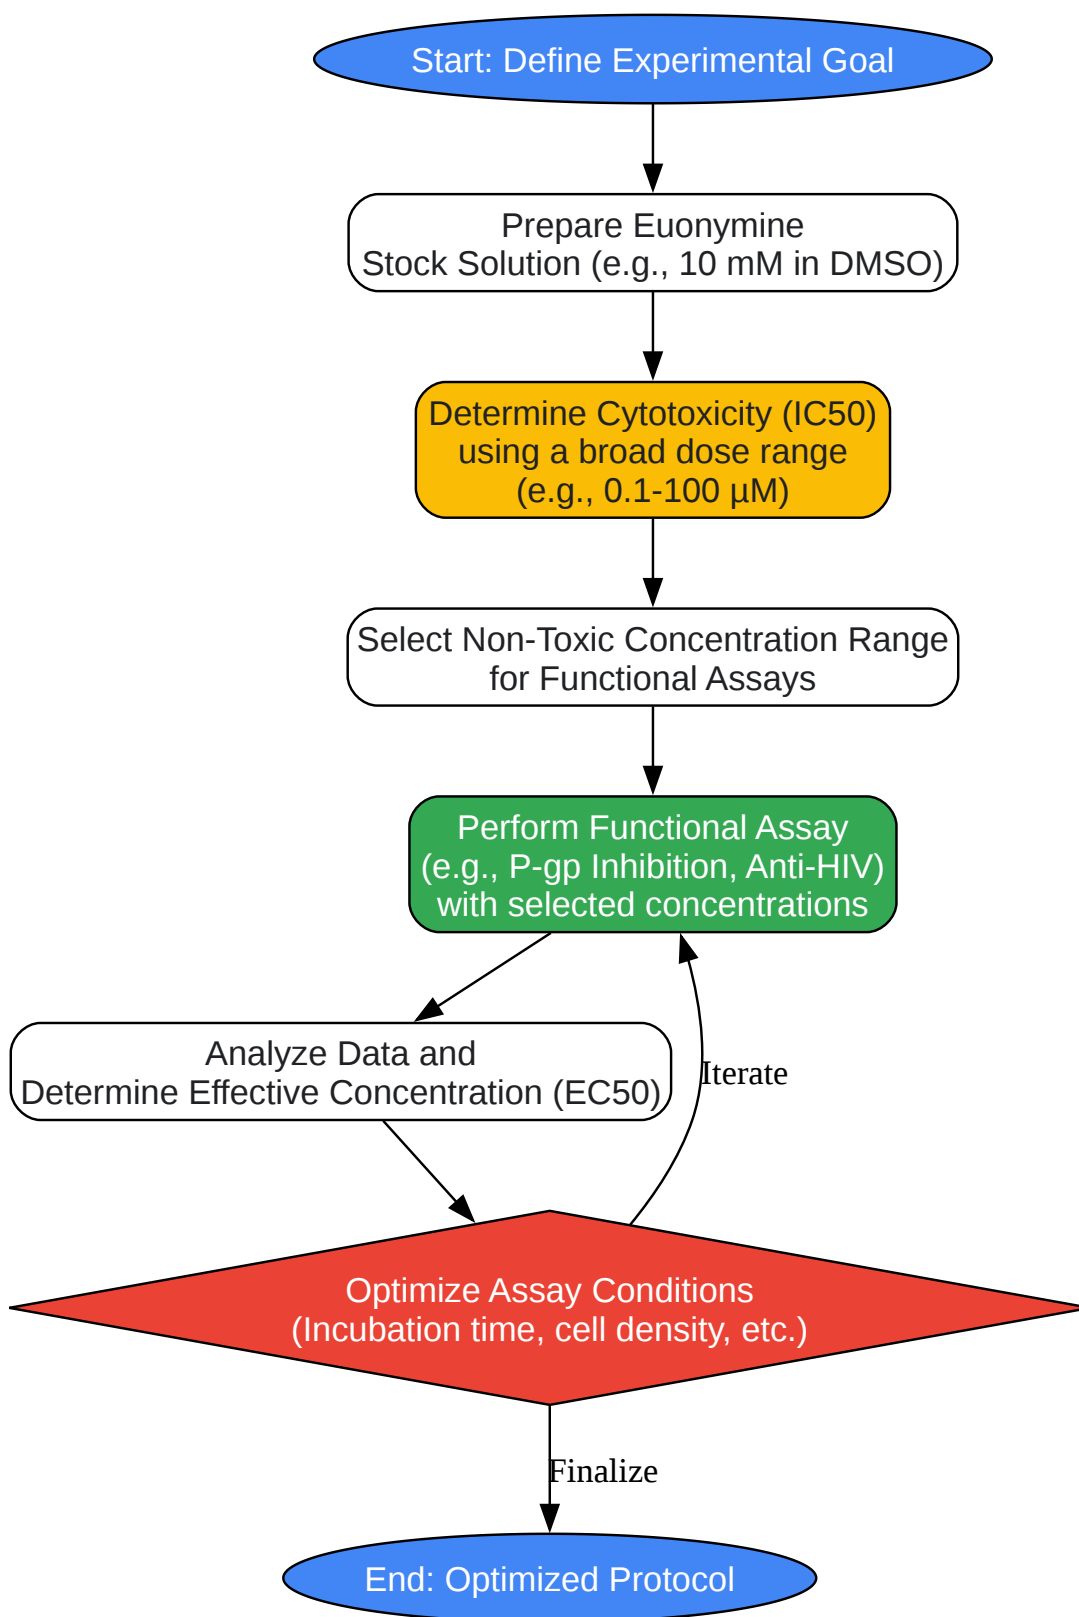 Start: Define Experimental Goal
Prepare Euonymine
Stock Solution (e.g., 10 mM in DMSO)
Determine Cytotoxicity (IC50)
using a broad dose range
(e.g., 0.1-100 µM)
Select Non-Toxic Concentration Range
for Functional Assays
Perform Functional Assay
(e.g., P-gp Inhibition, Anti-HIV)
with selected concentrations
Analyze Data and
Determine Effective Concentration (EC50)
Iterate
Optimize Assay Conditions
(Incubation time, cell density, etc.)
Finalize
End: Optimized Protocol